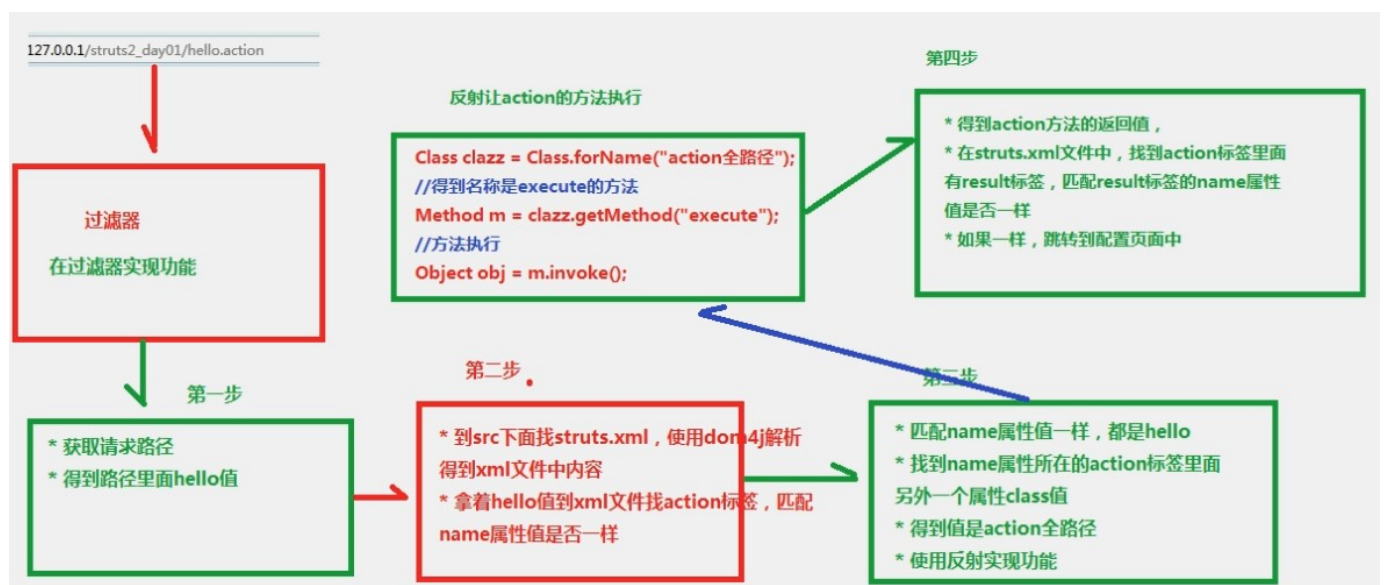 127.0.0.1/struts2_day01/hello.action
过滤器
在过滤器实现功能
第一步
* 获取请求路径
* 得到路径里面hello值
第二步
* 到src下面找struts.xml，使用dom4j解析
得到xml文件中内容
* 拿着hello值到xml文件找action标签，匹配
name属性值是否一样
第三步
* 匹配name属性值一样，都是hello
* 找到name属性所在的action标签里面
另外一个属性class值
* 得到值是action全路径
* 使用反射实现功能
反射让action的方法执行
Class clazz = Class.forName("action全路径");
//得到名称是execute的方法
Method m = clazz.getMethod("execute");
//方法执行
Object obj = m.invoke();
第四步
* 得到action方法的返回值，
* 在struts.xml文件中，找到action标签里面
有result标签，匹配result标签的name属性
值是否一样
* 如果一样，跳转到配置页面中